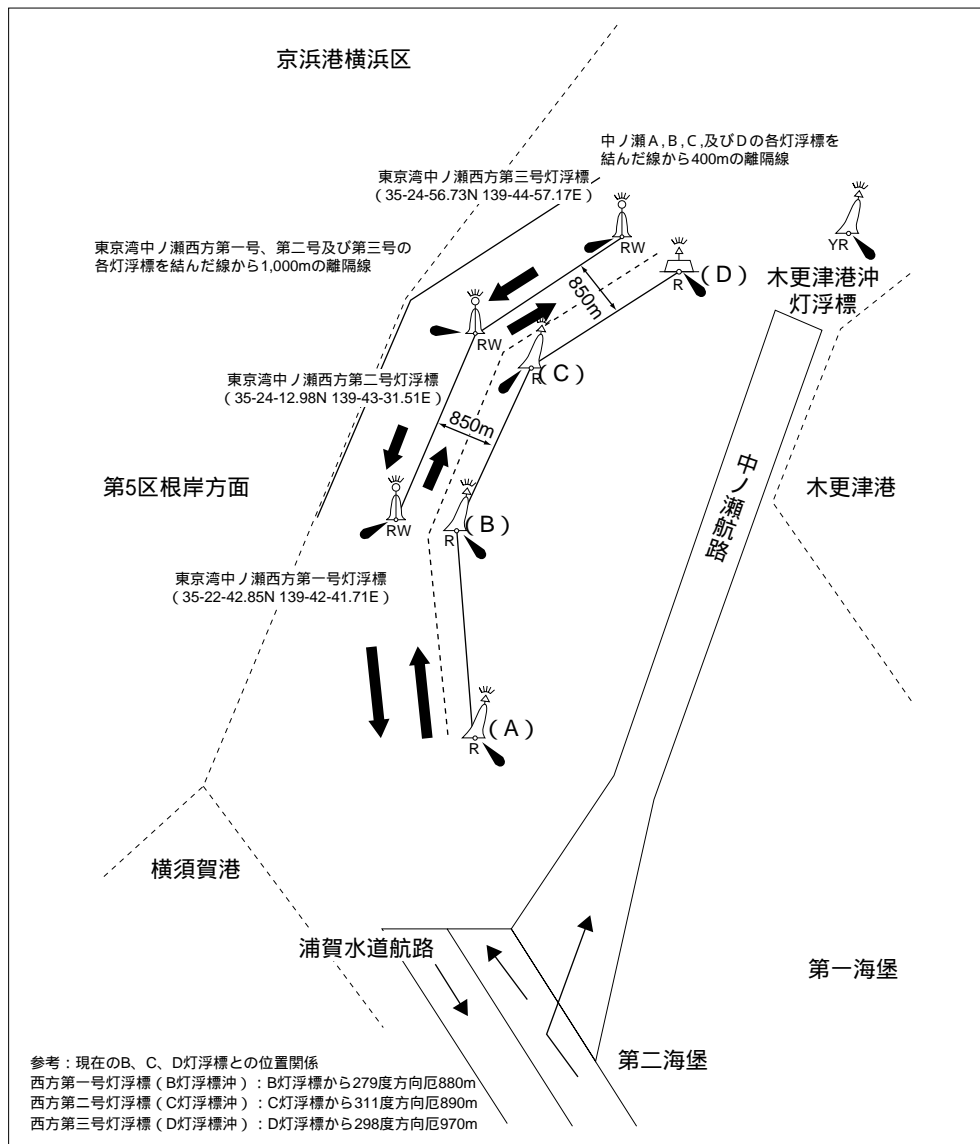 京浜港横浜区
中ノ瀬A,B,C,及びDの各灯浮標を
結んだ線から400mの離隔線
東京湾中ノ瀬西方第三号灯浮標
(35-24-56.73N 139-44-57.17E)
東京湾中ノ瀬西方第一号、第二号及び第三号の
各灯浮標を結んだ線から1,000mの離隔線
RW
YR
R
(D)
木更津港沖
灯浮標
850m
RW
R
(C)
東京湾中ノ瀬西方第二号灯浮標
(35-24-12.98N 139-43-31.51E)
850m
第5区根岸方面
中ノ瀬航路
木更津港
RW
R
(B)
東京湾中ノ瀬西方第一号灯浮標
(35-22-42.85N 139-42-41.71E)
R
(A)
横須賀港
浦賀水道航路
第一海堡
第二海堡
参考:現在のB、C、D灯浮標との位置関係
西方第一号灯浮標(B灯浮標沖):B灯浮標から279度方向厄880m
西方第二号灯浮標(C灯浮標沖):C灯浮標から311度方向厄890m
西方第三号灯浮標(D灯浮標沖):D灯浮標から298度方向厄970m